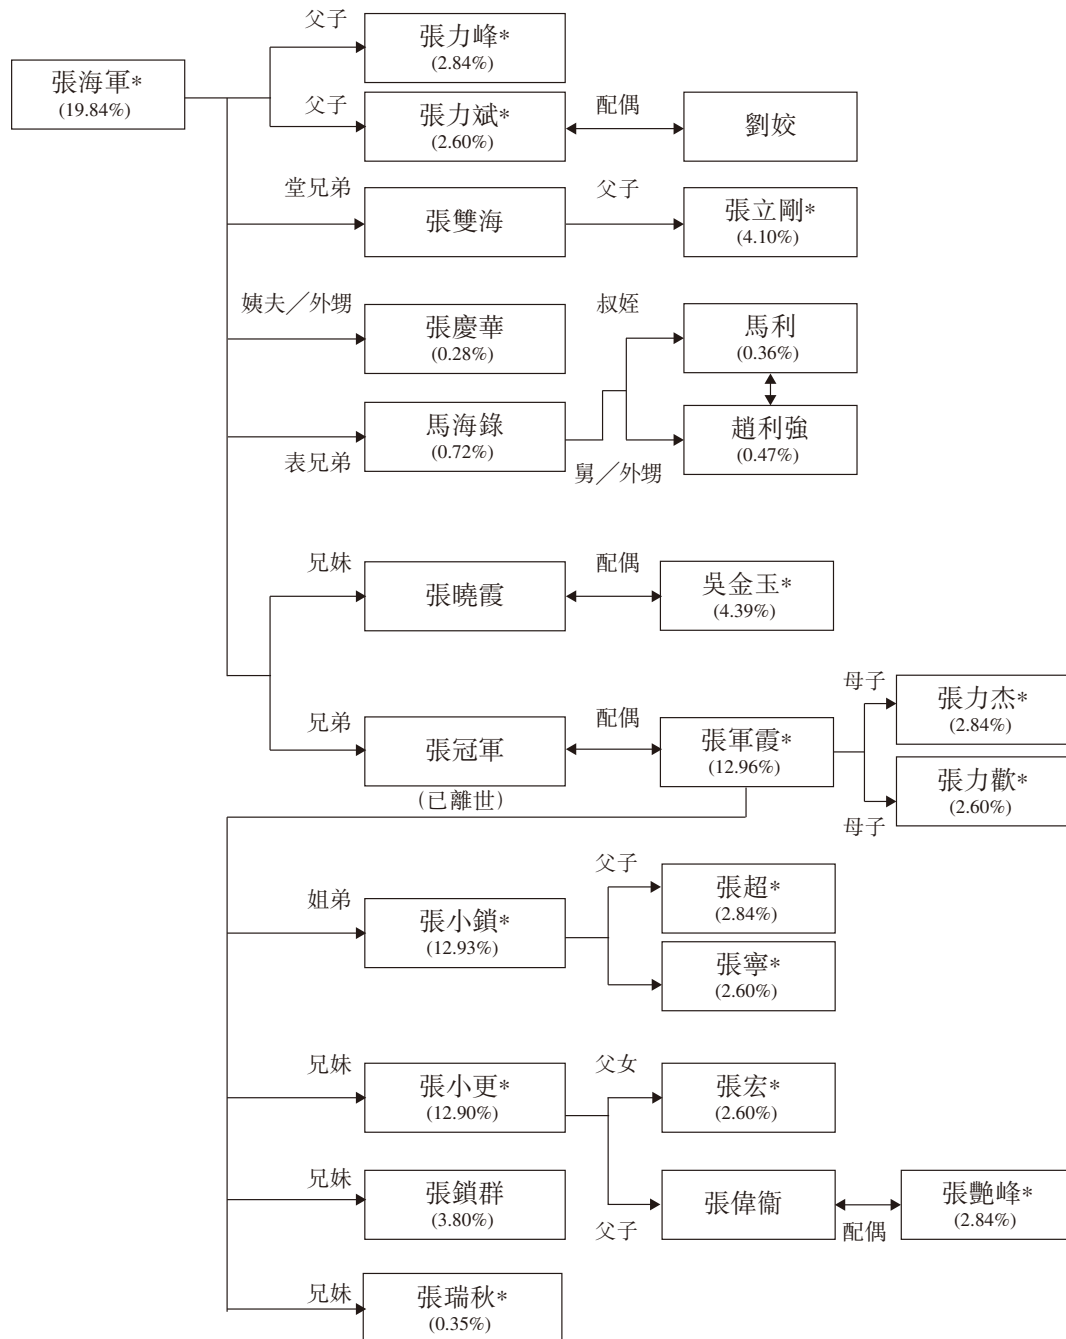 父子
張力峰*
(2.84%)
張海軍*
(19.84%)
父子
張力斌*
(2.60%)
配偶
劉姣
堂兄弟
張雙海
父子
張立剛*
(4.10%)
姨夫／外甥
張慶華
(0.28%)
叔姪
馬利
(0.36%)
表兄弟
馬海錄
(0.72%)
舅／外甥
趙利強
(0.47%)
兄妹
張曉霞
配偶
吳金玉*
(4.39%)
兄弟
張冠軍
(已離世)
配偶
張軍霞*
(12.96%)
母子
張力杰*
(2.84%)
張力歡*
(2.60%)
母子
姐弟
張小鎖*
(12.93%)
父子
張超*
(2.84%)
張寧*
(2.60%)
兄妹
張小更*
(12.90%)
父女
張宏*
(2.60%)
兄妹
張鎖群
(3.80%)
父子
張偉衞
配偶
張艷峰*
(2.84%)
兄妹
張瑞秋*
(0.35%)